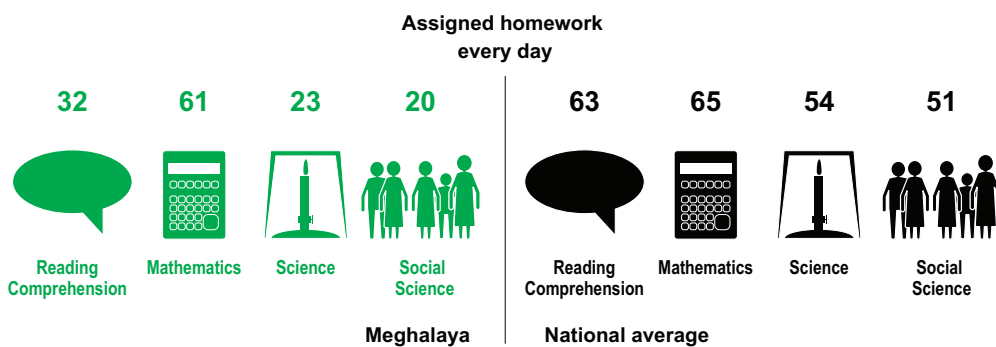 Assigned homework
every day
32 61 23 20 63 65 54 51
Reading
Comprehension
Mathematics
Science
Social
Science
Reading
Comprehension
Mathematics
Science
Social
Science
Meghalaya
National average